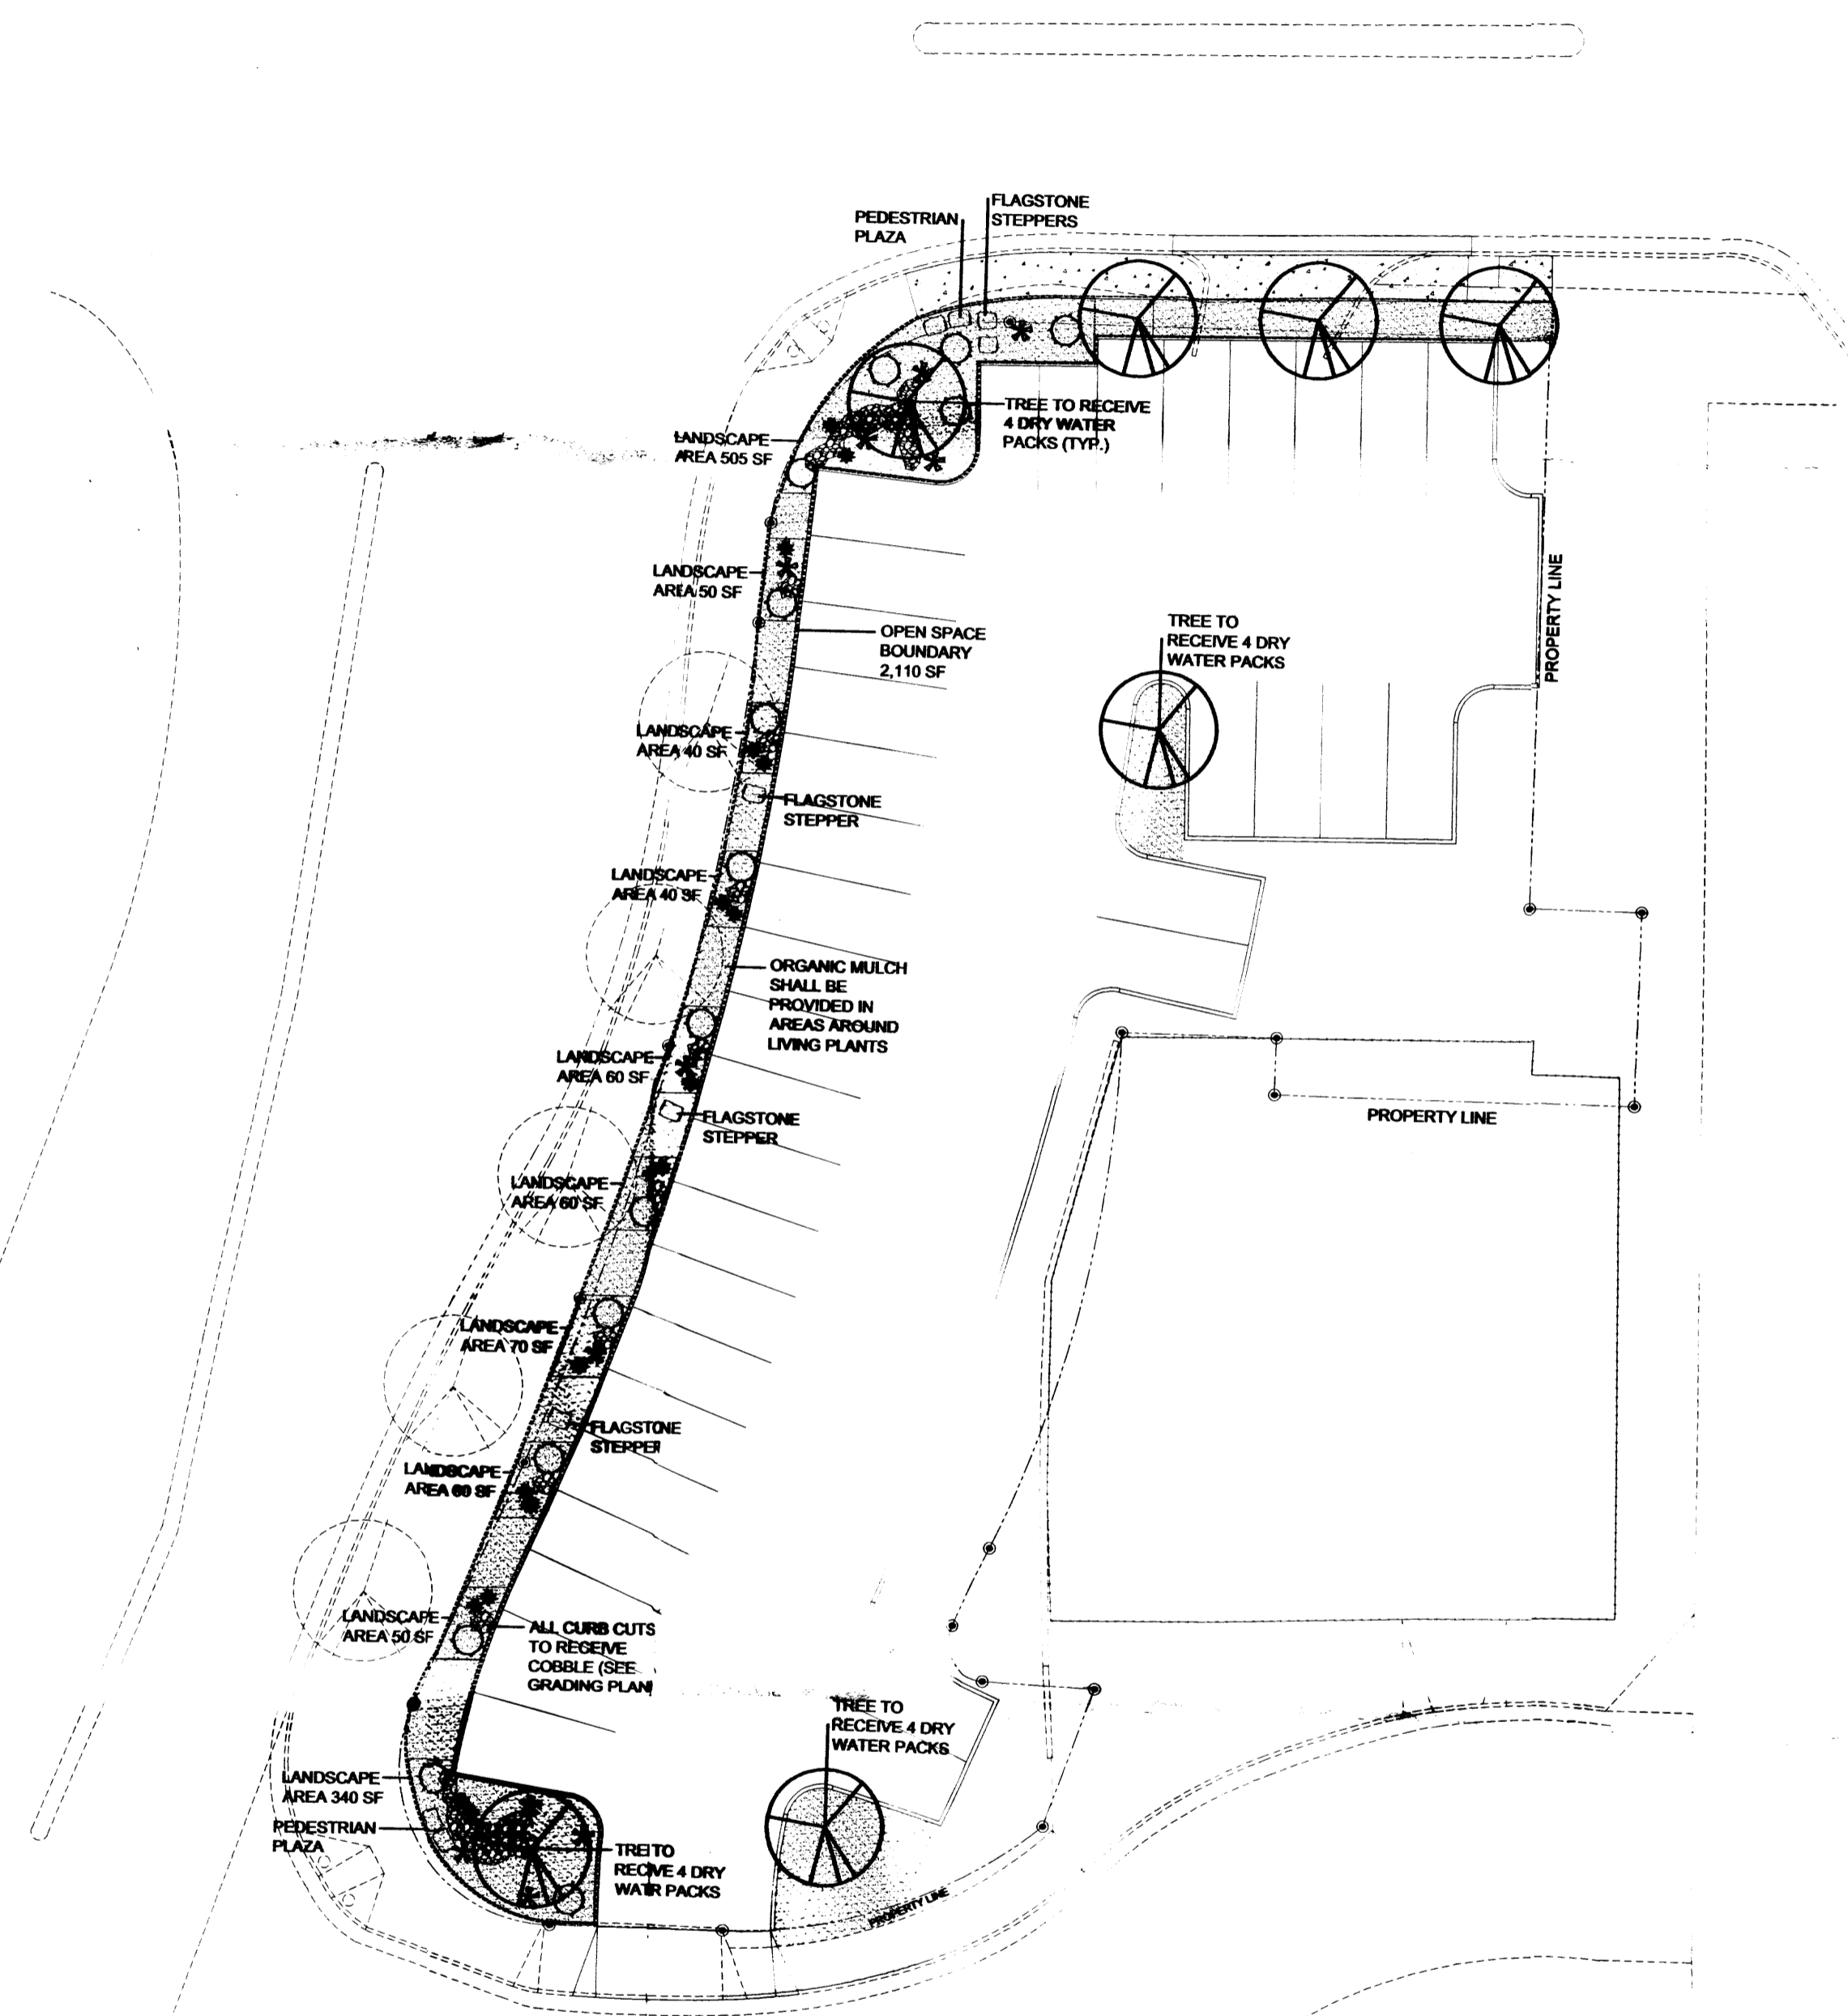 FLAGSTONE
STEPPERS
PEDESTRIAN
PLAZA
TREE TO RECEIVE
4 DRY WATER
PACKS (TYP.)
LANDSCAPE
AREA 505 SF
LANDSCAPE
AREA 50 SF
PROPERTY LINE
OPEN SPACE
BOUNDARY
2,110 SF
TREE TO
RECEIVE 4 DRY
WATER PACKS
LANDSCAPE
AREA 40 SF
FLAGSTONE
STEPPER
LANDSCAPE
AREA 40 SF
ORGANIC MULCH
SHALL BE
PROVIDED IN
AREAS AROUND
LIVING PLANTS
LANDSCAPE
AREA 60 SF
FLAGSTONE
STEPPER
PROPERTY LINE
LANDSCAPE
AREA 60 SF
LANDSCAPE
AREA 70 SF
FLAGSTONE
STEPPER
LANDSCAPE
AREA 60 SF
LANDSCAPE
AREA 50 SF
ALL CURB CUTS
TO RECEIVE
COBBLE (SEE
GRADING PLAN
TREE TO
RECEIVE 4 DRY
WATER PACKS
LANDSCAPE
AREA 340 SF
PEDESTRIAN
PLAZA
TREE TO
RECIVE 4 DRY
WATR PACKS
PROPERTY LINE